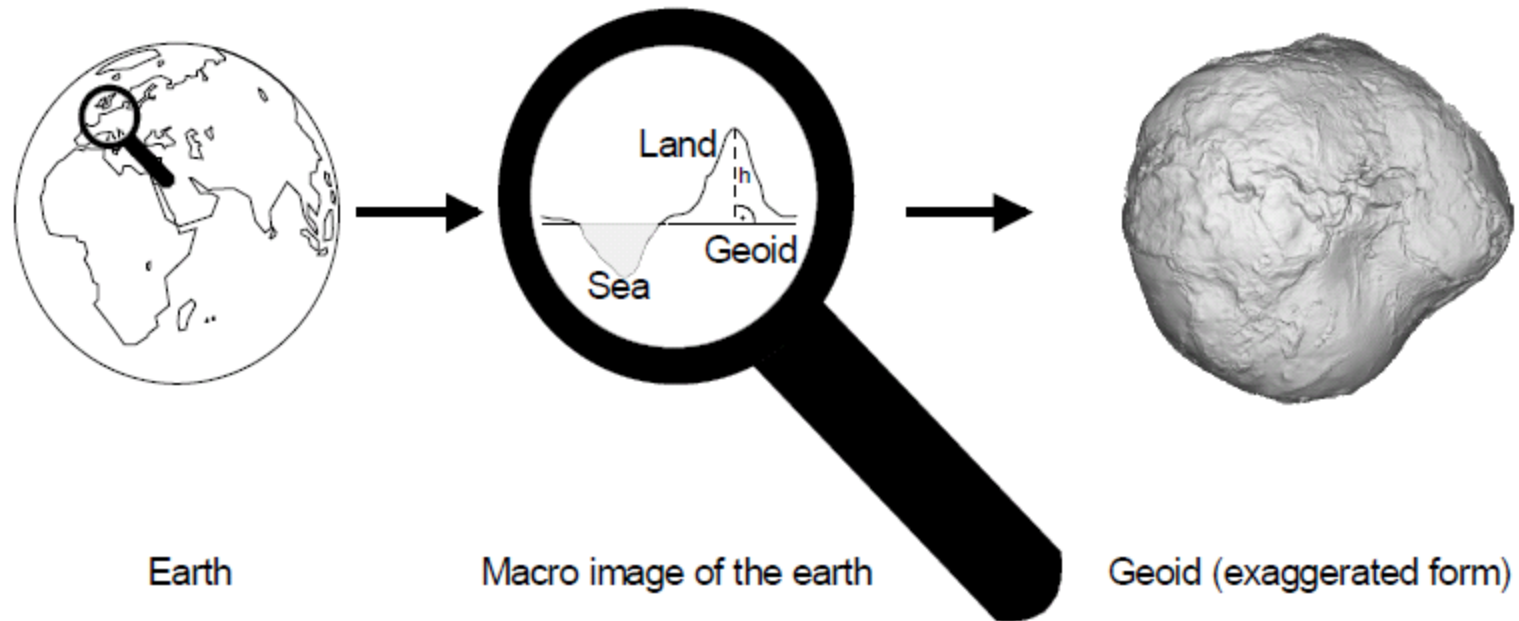 Land
h
Geoid
Sea
Earth
Macro image of the earth
Geoid (exaggerated form)